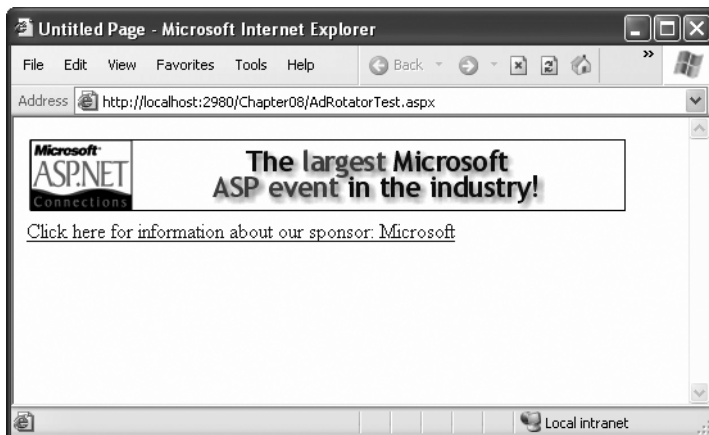 Untitled Page - Microsoft Internet Explorer
File Edit View Favorites Tools Help Back »
Address http://localhost:2980/Chapter08/AdRotatorTest.aspx
Microsoft
ASP.NET
Connections
The largest Microsoft
ASP event in the industry!
Click here for information about our sponsor: Microsoft
Local intranet